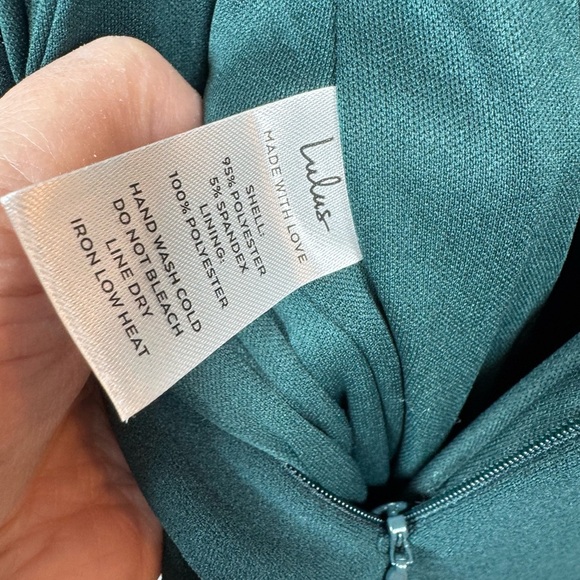 Lulus
MADE WITH LOVE
SHELL:
95% POLYESTER
5% SPANDEX
LINING:
100% POLYESTER
HAND WASH COLD
DO NOT BLEACH
LINE DRY
IRON LOW HEAT